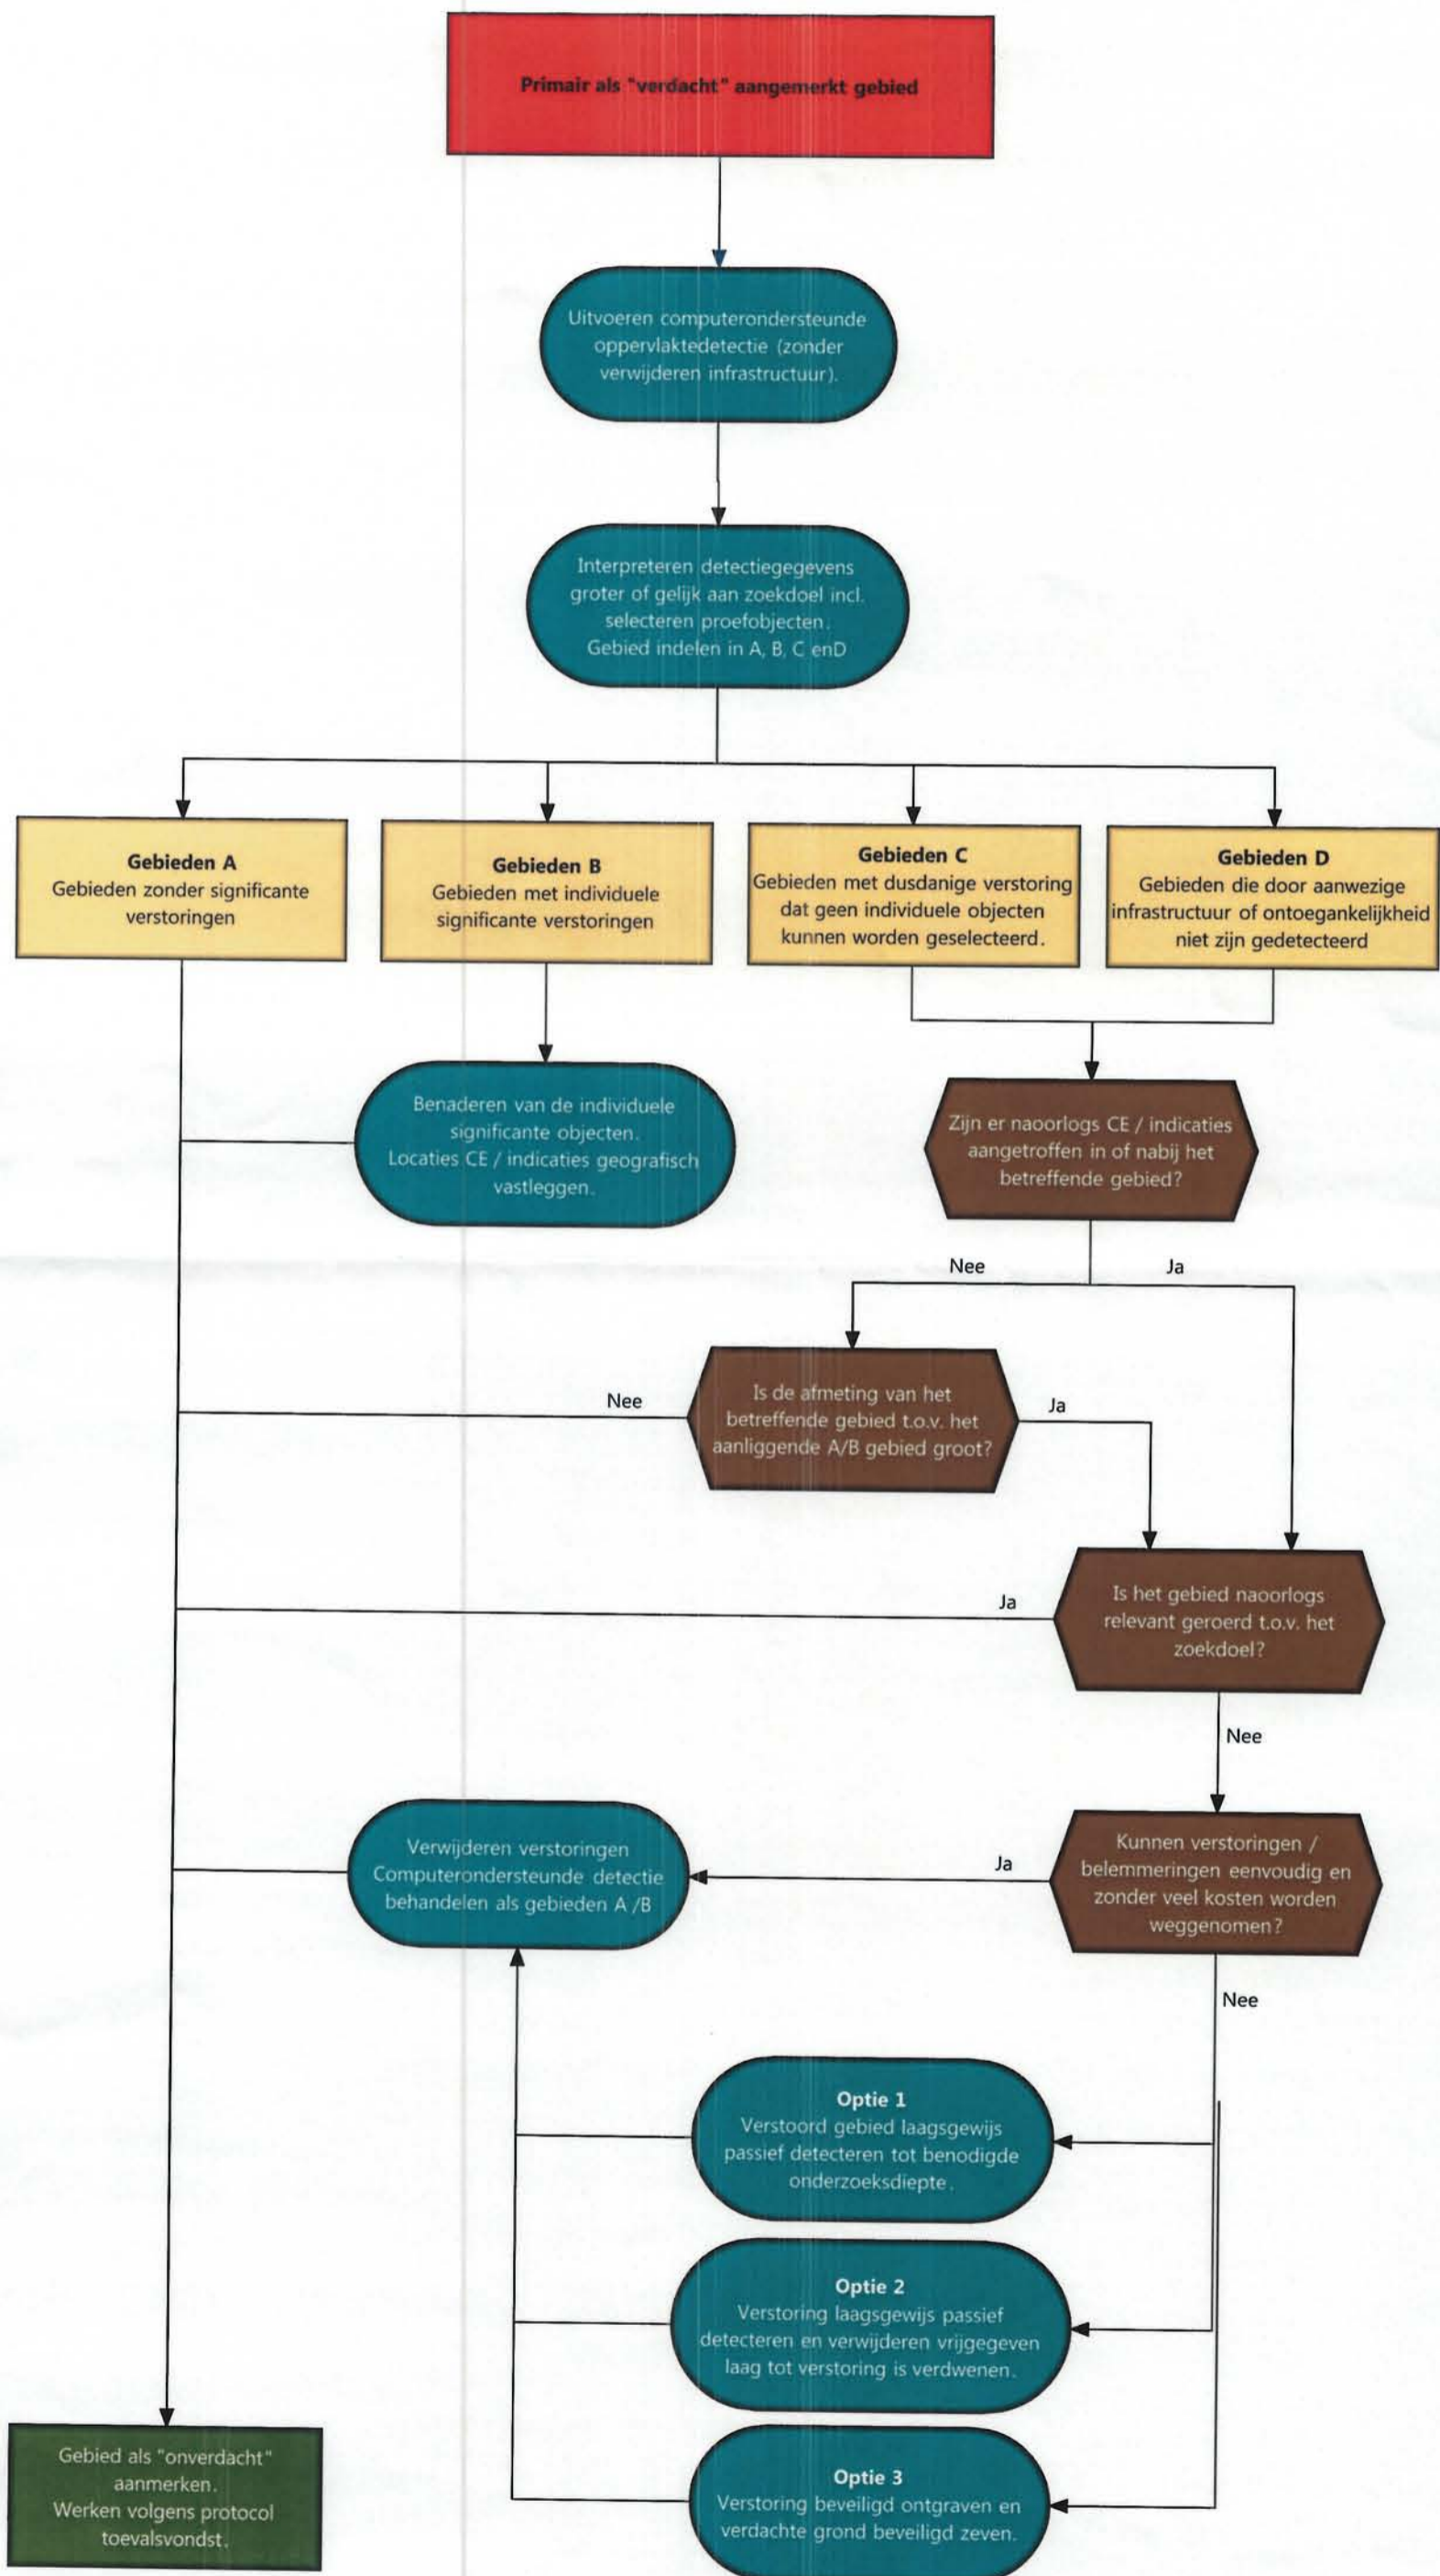 Primair als "verdacht" aangemerkt gebied
Uitvoeren computerondersteunde
oppervlaktedetectie (zonder
verwijderen infrastructuur).
Interpreteren detectiegegevens
groter of gelijk aan zoekdoel incl.
selecteren proefobjecten.
Gebied indelen in A, B, C enD
Gebieden A
Gebieden zonder significante
verstoringen
Gebieden B
Gebieden met individuele
significante verstoringen
Gebieden C
Gebieden met dusdanige verstoring
dat geen individuele objecten
kunnen worden geselecteerd.
Gebieden D
Gebieden die door aanwezige
infrastructuur of ontoegankelijkheid
niet zijn gedetecteerd
Benaderen van de individuele
significante objecten.
Locaties CE / indicaties geografisch
vastleggen.
Zijn er naoorlogs CE / indicaties
aangetroffen in of nabij het
betreffende gebied?
Nee
Ja
Is de afmeting van het
betreffende gebied t.o.v. het
aanliggende A/B gebied groot?
Nee
Ja
Is het gebied naoorlogs
relevant geroerd t.o.v. het
zoekdoel?
Ja
Nee
Kunnen verstoringen /
belemmeringen eenvoudig en
zonder veel kosten worden
weggenomen?
Ja
Nee
Verwijderen verstoringen
Computerondersteunde detectie
behandelen als gebieden A /B
Optie 1
Verstoord gebied laagsgewijs
passief detecteren tot benodigde
onderzoeksdiepte.
Optie 2
Verstoring laagsgewijs passief
detecteren en verwijderen vrijgegeven
laag tot verstoring is verdwenen.
Optie 3
Verstoring beveiligd ontgraven en
verdachte grond beveiligd zeven.
Gebied als "onverdacht"
aanmerken.
Werken volgens protocol
toevalsvondst.